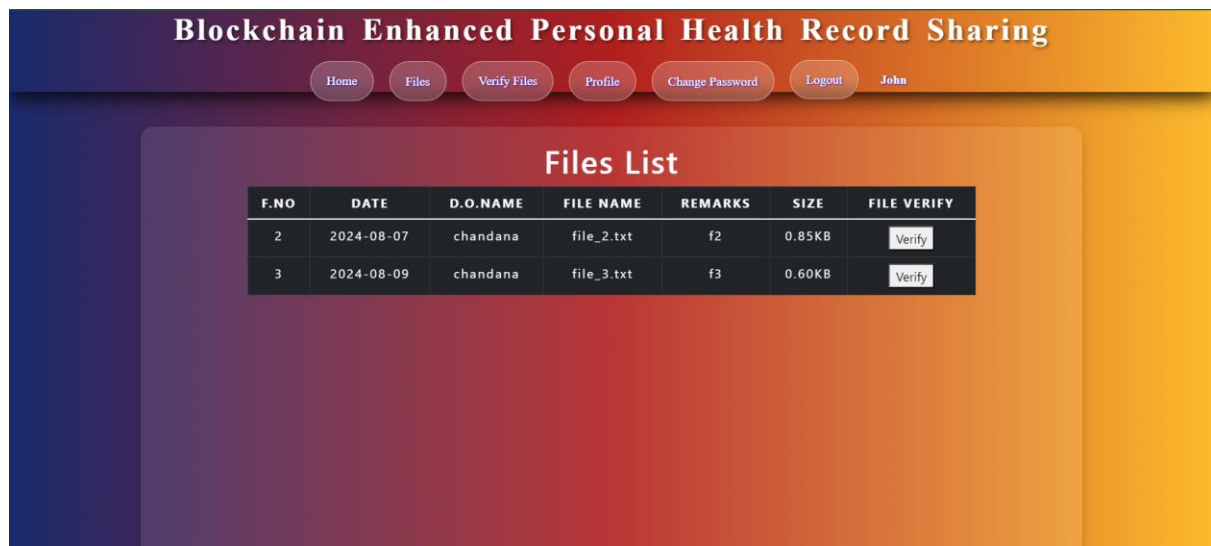 Blockchain Enhanced Personal Health Record Sharing
Home Files Verify Files Profile Change Password Logout John
Files List
F.NO DATE D.O.NAME FILE NAME REMARKS SIZE FILE VERIFY
2 2024-08-07 chandana file_2.txt f2 0.85KB Verify
3 2024-08-09 chandana file_3.txt f3 0.60KB Verify